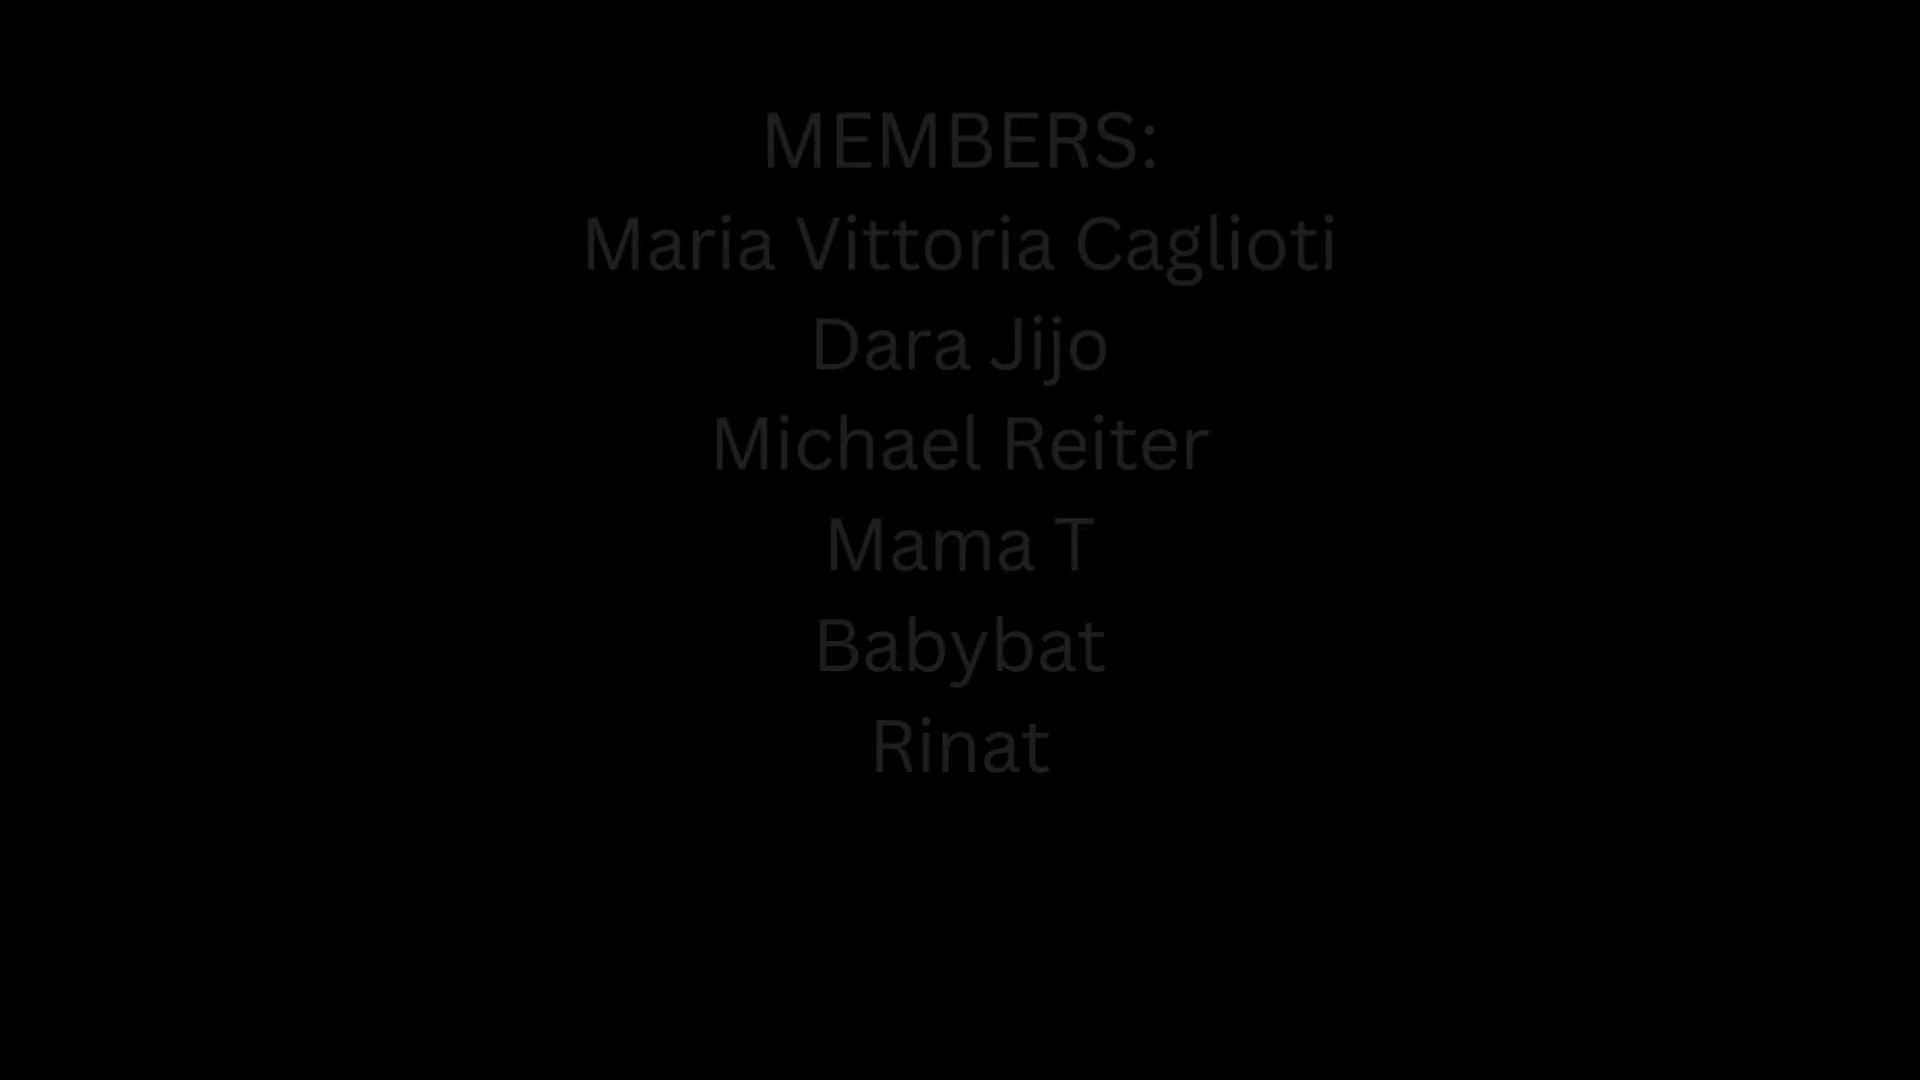 MEMBERS:
Maria Vittoria Caglioti
Dara Jijo
Michael Reiter
Mama T
Babybat
Rinat